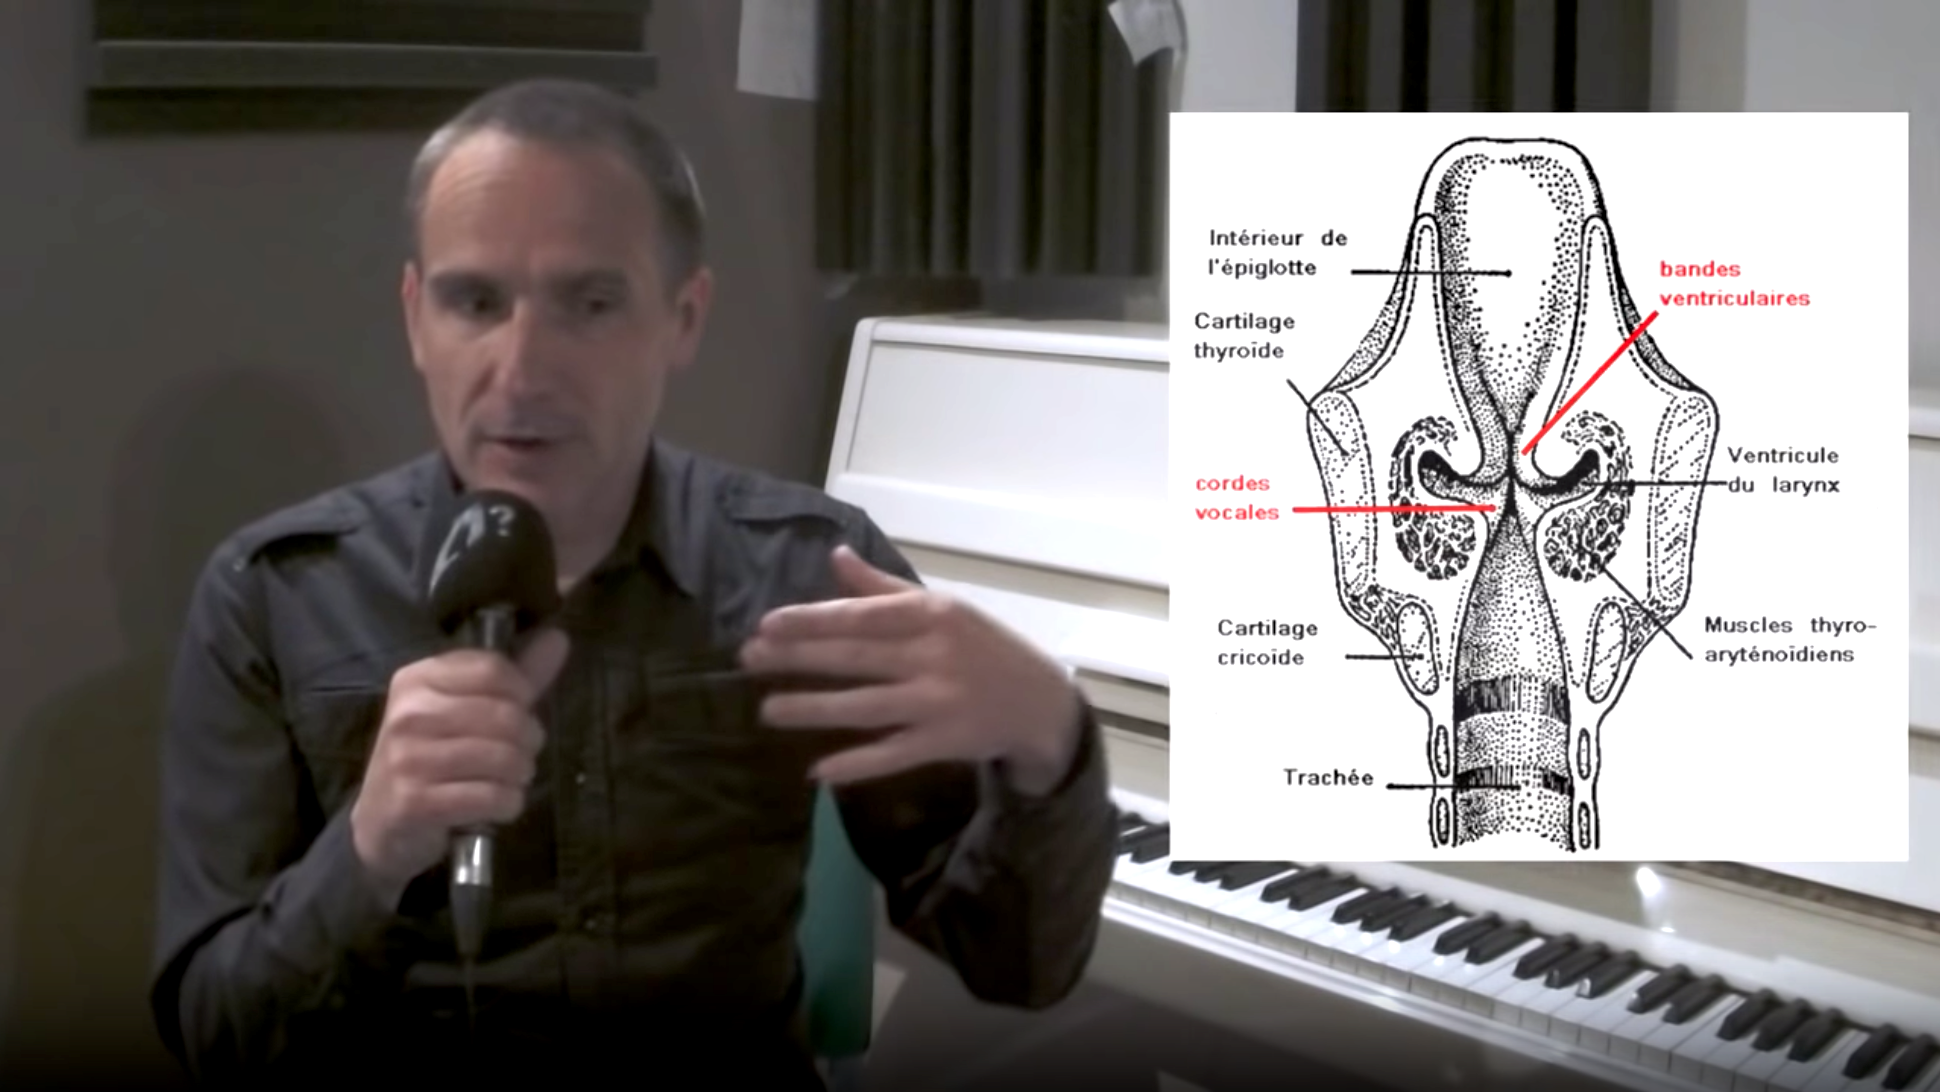 Intérieur de
l'épiglotte
bandes
ventriculaires
Cartilage
thyroïde
Ventricule
du larynx
cordes
vocales
Cartilage
cricoïde
Muscles thyro-
aryténoïdiens
Trachée